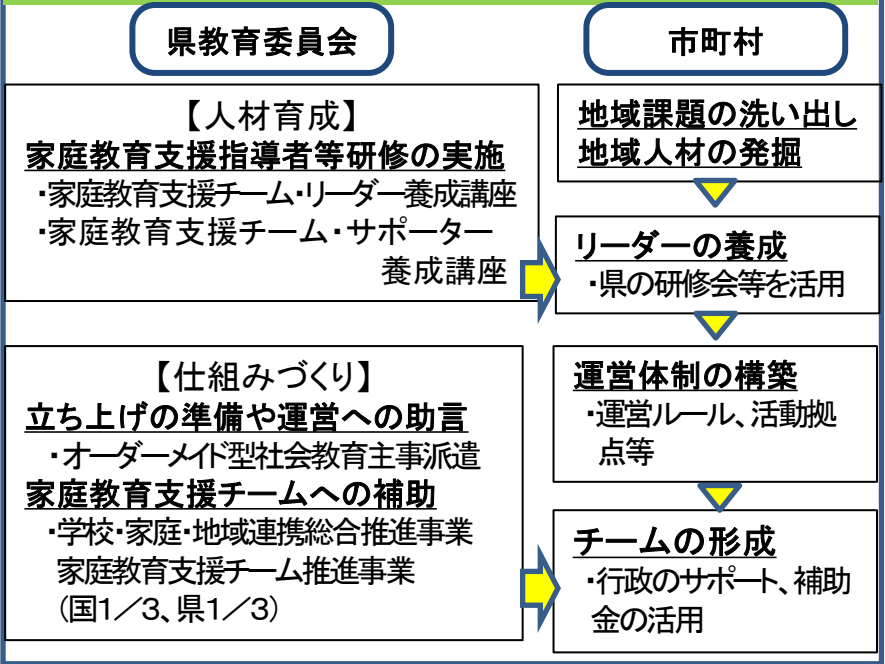 県教育委員会
【人材育成】
家庭教育支援指導者等研修の実施
・家庭教育支援チーム・リーダー養成講座
・家庭教育支援チーム・サポーター
養成講座
【仕組みづくり】
立ち上げの準備や運営への助言
・オーダーメイド型社会教育主事派遣
家庭教育支援チームへの補助
・学校・家庭・地域連携総合推進事業
家庭教育支援チーム推進事業
(国1/3、県1/3)
市町村
地域課題の洗い出し
地域人材の発掘
リーダーの養成
・県の研修会等を活用
運営体制の構築
・運営ルール、活動拠
点等
チームの形成
・行政のサポート、補助
金の活用